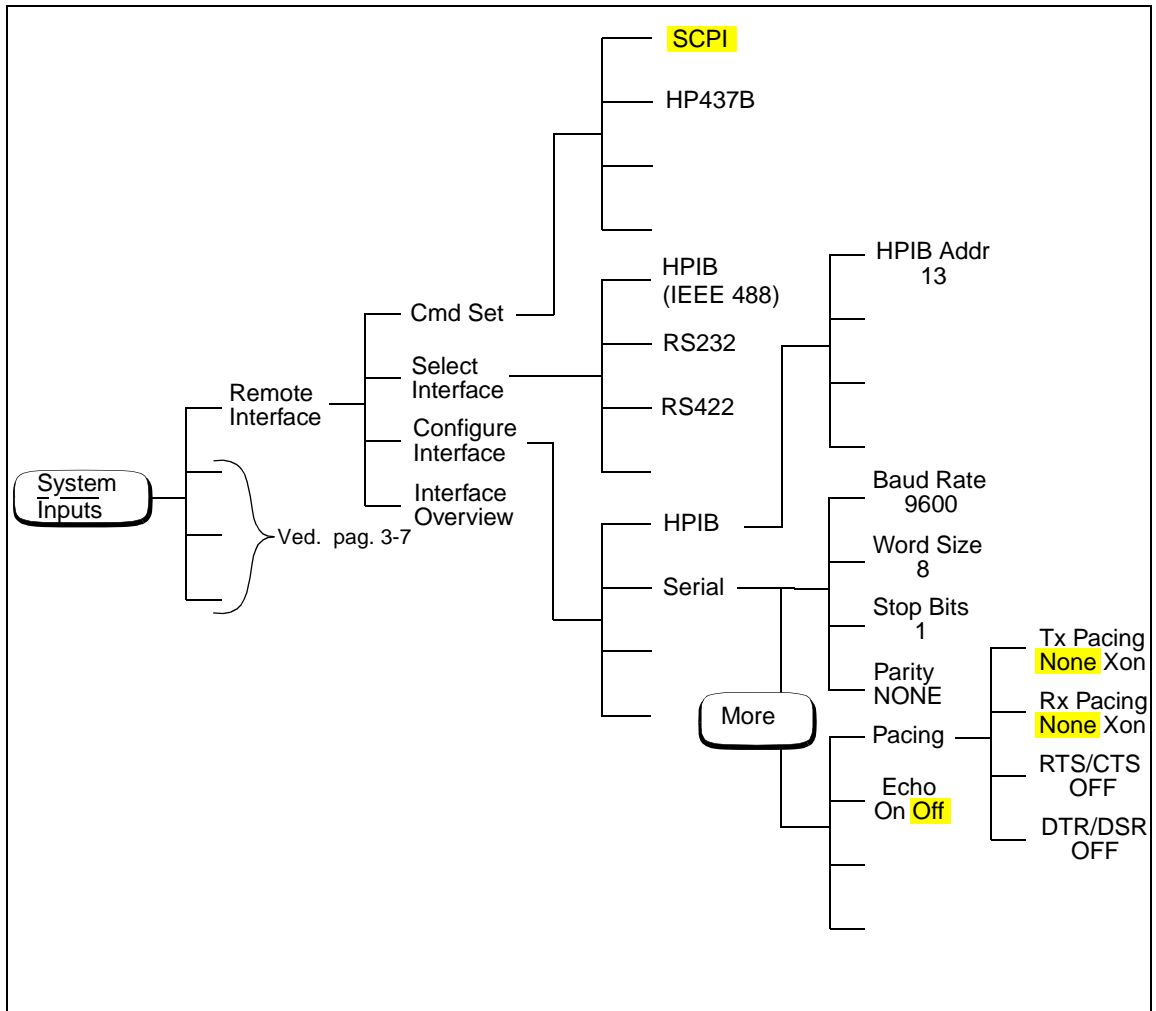 SCPI
HP437B
HPIB
(IEEE 488)
RS232
RS422
HPIB Addr
13
Cmd Set
Select
Interface
Configure
Interface
Interface
Overview
Remote
Interface
System
Inputs
Ved. pag. 3-7
HPIB
Serial
Baud Rate
9600
Word Size
8
Stop Bits
1
Parity
NONE
More
Pacing
Echo
On Off
Tx Pacing
None Xon
Rx Pacing
None Xon
RTS/CTS
OFF
DTR/DSR
OFF